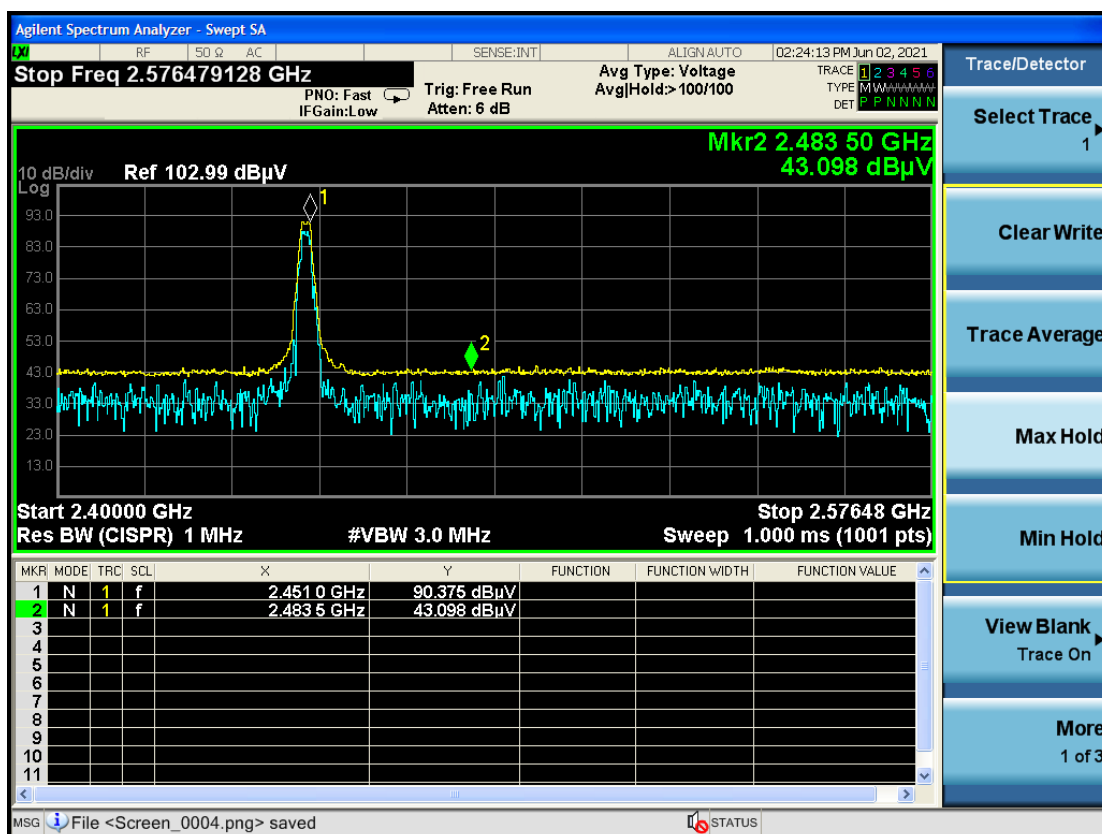 Agilent Spectrum Analyzer - Swept SA
LXI RF 50 Ω AC SENSE:INT ALIGN AUTO 02:24:13 PM Jun 02, 2021
Stop Freq 2.576479128 GHz
PNO: Fast
IFGain:Low
Trig: Free Run
Atten: 6 dB
Avg Type: Voltage
Avg|Hold:> 100/100
TRACE 1 2 3 4 5 6
TYPE M W W W W W
DET P P N N N N
Mkr2 2.483 50 GHz
43.098 dBµV
10 dB/div Ref 102.99 dBµV
Log
93.0
83.0
73.0
63.0
53.0
43.0
33.0
23.0
13.0
1
2
Start 2.40000 GHz Stop 2.57648 GHz
Res BW (CISPR) 1 MHz #VBW 3.0 MHz Sweep 1.000 ms (1001 pts)
MKR MODE TRC SCL X Y FUNCTION FUNCTION WIDTH FUNCTION VALUE
1 N 1 f 2.451 0 GHz 90.375 dBµV
2 N 1 f 2.483 5 GHz 43.098 dBµV
3
4
5
6
7
8
9
10
11
MSG File <Screen_0004.png> saved STATUS
Trace/Detector
Select Trace
1
Clear Write
Trace Average
Max Hold
Min Hold
View Blank
Trace On
More
1 of 3